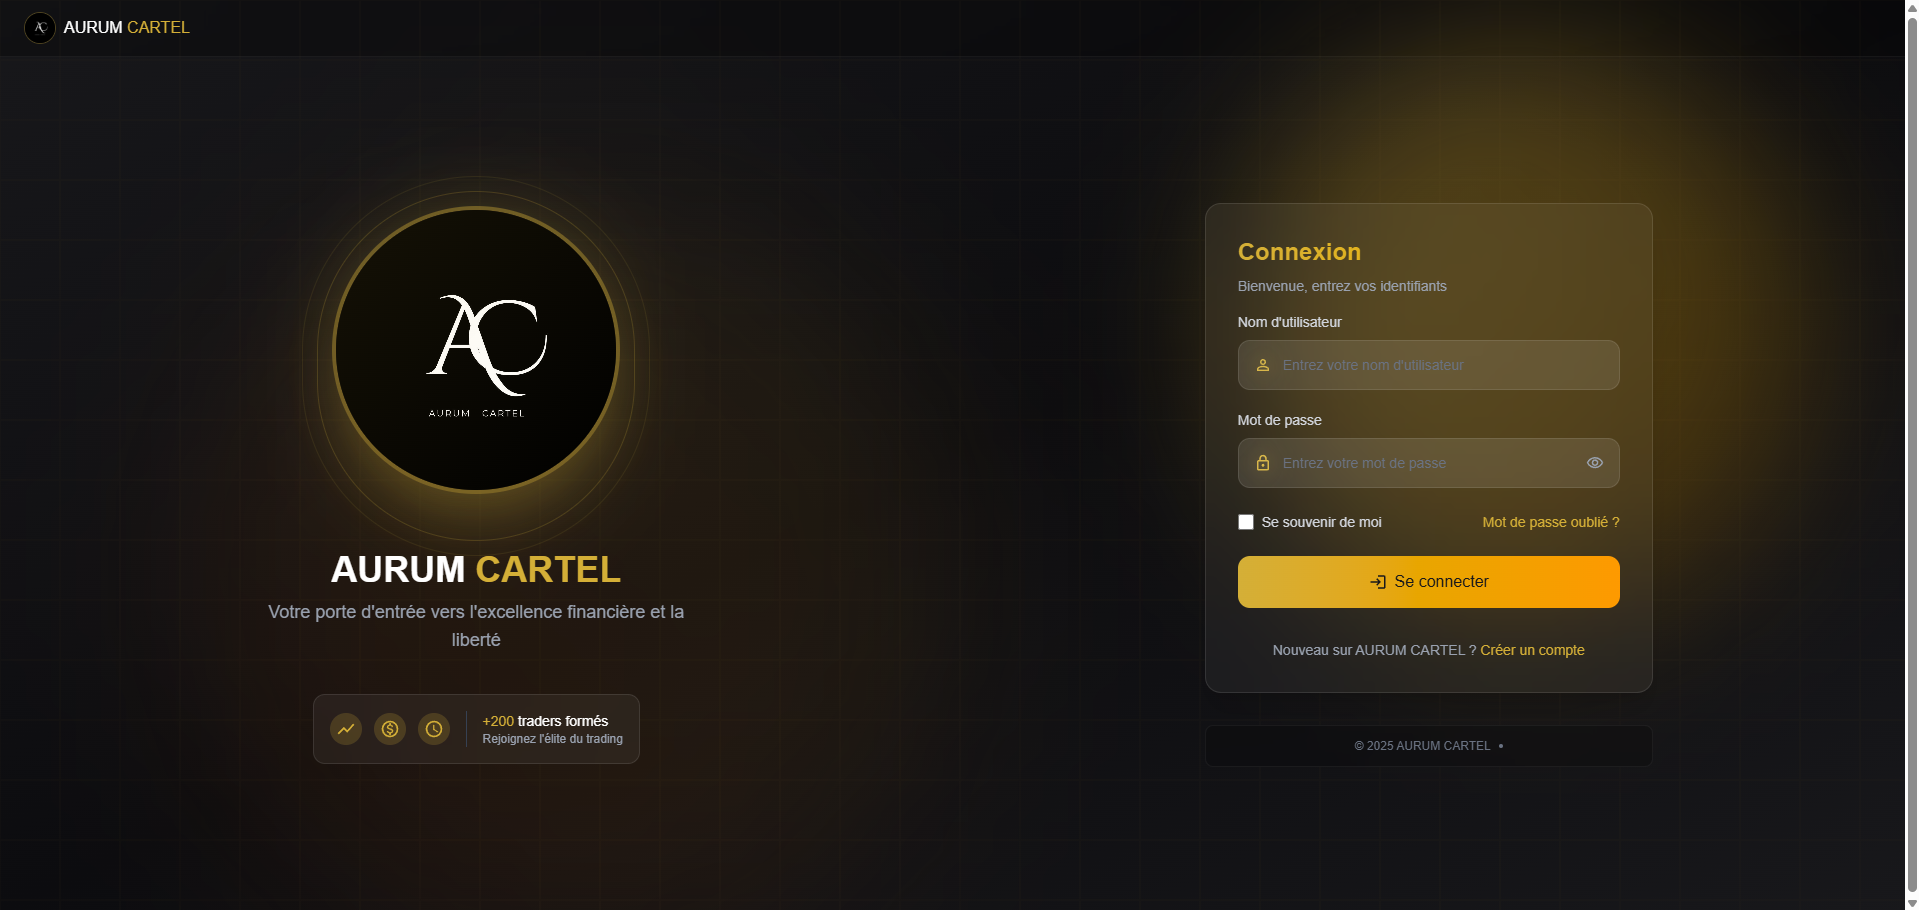 AURUM CARTEL
AC
AURUM CARTEL
AURUM CARTEL
Votre porte d'entrée vers l'excellence financière et la
liberté
+200 traders formés
Rejoignez l'élite du trading
Connexion
Bienvenue, entrez vos identifiants
Nom d'utilisateur
Entrez votre nom d'utilisateur
Mot de passe
Entrez votre mot de passe
Se souvenir de moi
Mot de passe oublié ?
Se connecter
Nouveau sur AURUM CARTEL ? Créer un compte
© 2025 AURUM CARTEL •